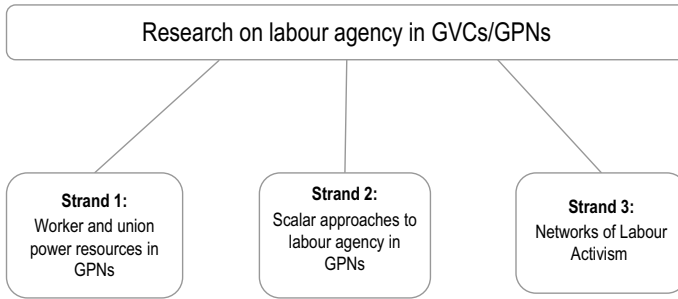 Research on labour agency in GVCs/GPNs
Strand 1:
Worker and union
power resources in
GPNs
Strand 2:
Scalar approaches to
labour agency in
GPNs
Strand 3:
Networks of Labour
Activism